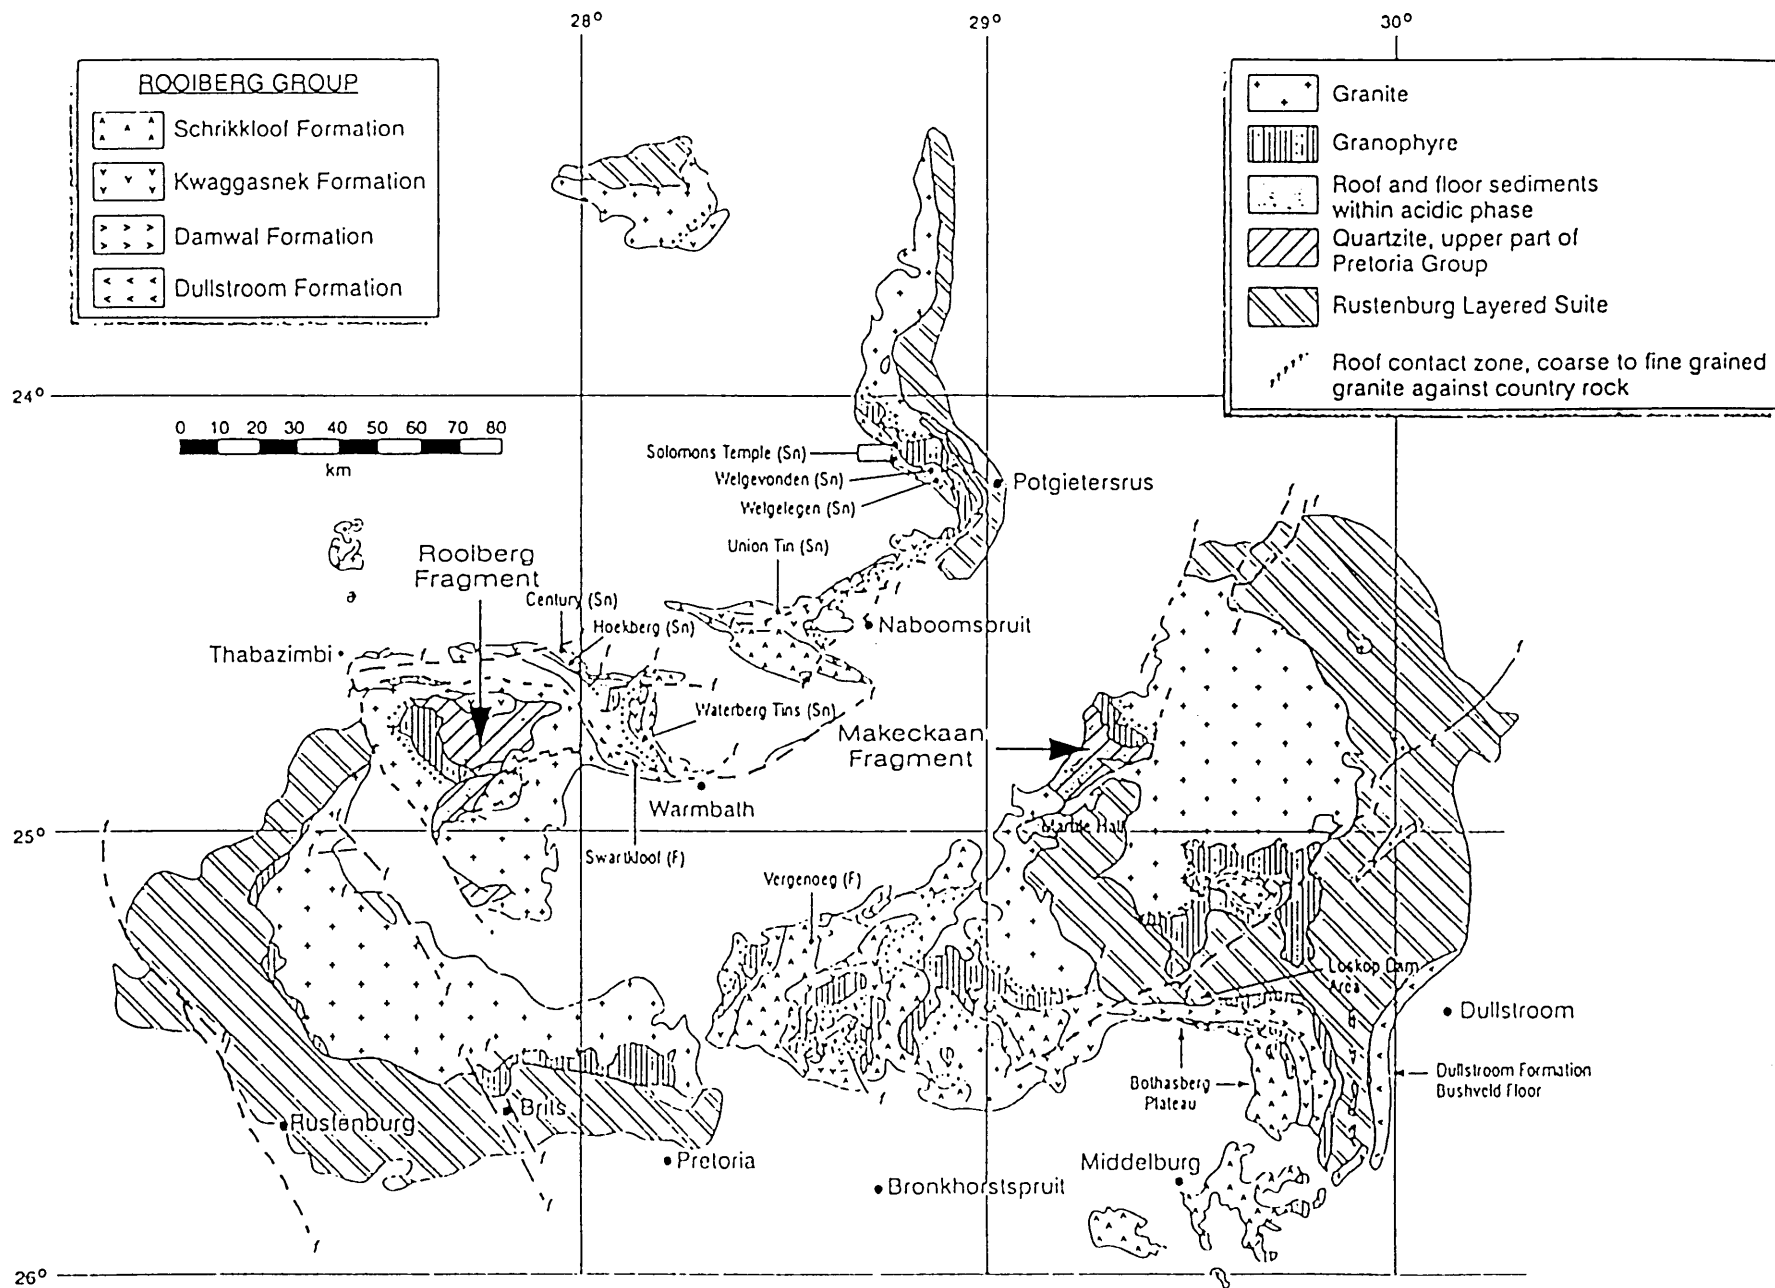 28°
29°
30°
ROOIBERG GROUP
Schrikkloof Formation
Kwaggasnek Formation
Damwal Formation
Dullstroom Formation
Granite
Granophyre
Roof and floor sediments
within acidic phase
Quartzite, upper part of
Pretoria Group
Rustenburg Layered Suite
Roof contact zone, coarse to fine grained
granite against country rock
24°
0 10 20 30 40 50 60 70 80
km
Solomons Temple (Sn)
Welgevonden (Sn)
Welgelegen (Sn)
Potgietersrus
Union Tin (Sn)
Rooiberg
Fragment
Century (Sn)
Hoekberg (Sn)
Naboomspruit
Thabazimbi
Waterberg Tins (Sn)
Makeckaan
Fragment
Warmbath
25°
Marble Hall
Swartkloof (F)
Vergenoeg (F)
Loskop Dam
Area
Dullstroom
Bothasberg
Plateau
Dullstroom Formation
Bushveld Floor
Rustenburg
Brits
Pretoria
Bronkhorstspruit
Middelburg
26°